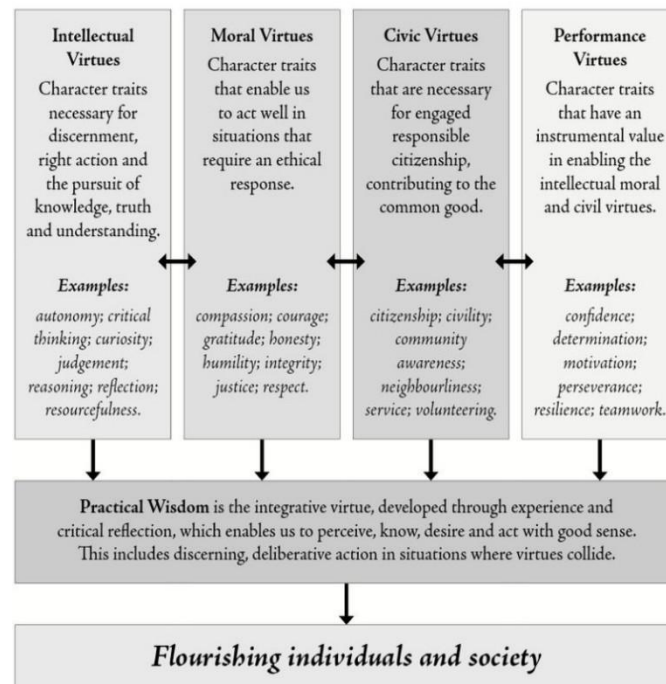 Intellectual
Virtues
Character traits
necessary for
discernment,
right action and
the pursuit of
knowledge, truth
and understanding.
Examples:
autonomy; critical
thinking; curiosity;
judgement;
reasoning; reflection;
resourcefulness.
Moral Virtues
Character traits
that enable us
to act well in
situations that
require an ethical
response.
Examples:
compassion; courage;
gratitude; honesty;
humility; integrity;
justice; respect.
Civic Virtues
Character traits
that are necessary
for engaged
responsible
citizenship,
contributing to the
common good.
Examples:
citizenship; civility;
community
awareness;
neighbourliness;
service; volunteering.
Performance
Virtues
Character traits
that have an
instrumental value
in enabling the
intellectual moral
and civil virtues.
Examples:
confidence;
determination;
motivation;
perseverance;
resilience; teamwork.
Practical Wisdom is the integrative virtue, developed through experience and
critical reflection, which enables us to perceive, know, desire and act with good sense.
This includes discerning, deliberative action in situations where virtues collide.
Flourishing individuals and society